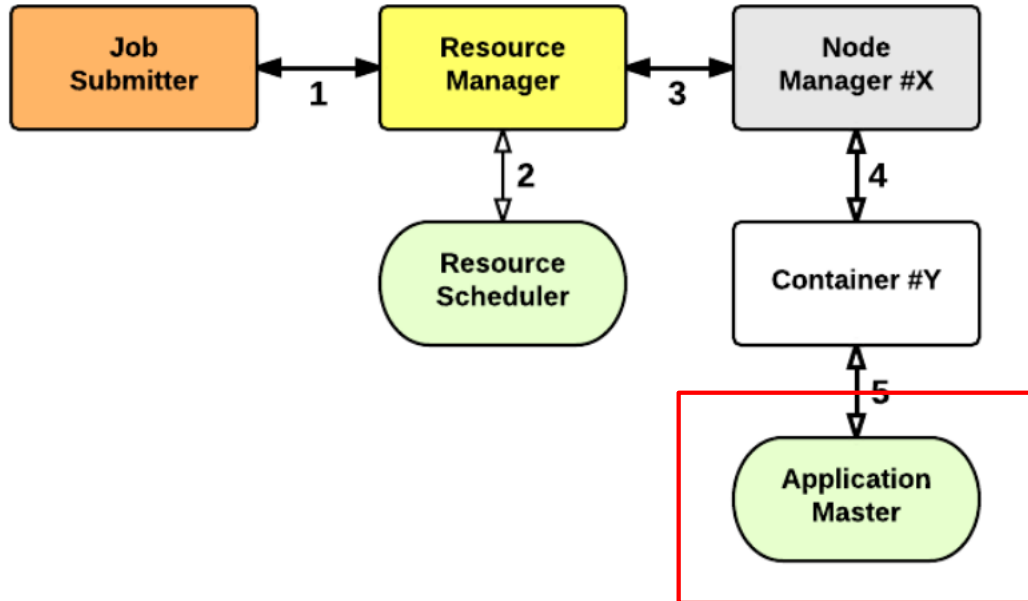 Job
Submitter
1
Resource
Manager
3
Node
Manager #X
2
4
Resource
Scheduler
Container #Y
5
Application
Master